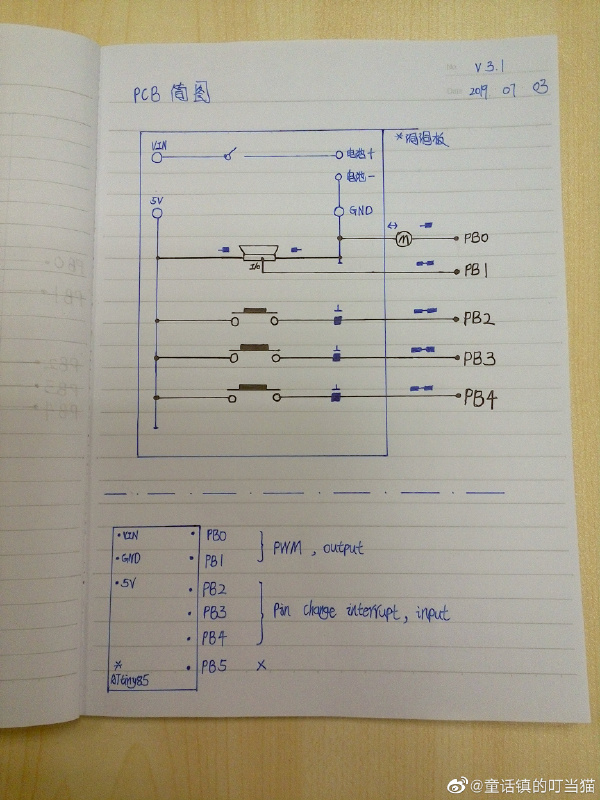 No V3.1
Date 2019 07 03
PCB 简图
*洞洞板
VIN
电池+
电池-
5V
GND
M
PB0
I/O
PB1
PB2
PB3
PB4
VIN PB0
GND PB1
PWM, output
5V PB2
PB3
Pin change interrupt, input
PB4
* PB5 X
ATtiny85
@童话镇的叮当猫